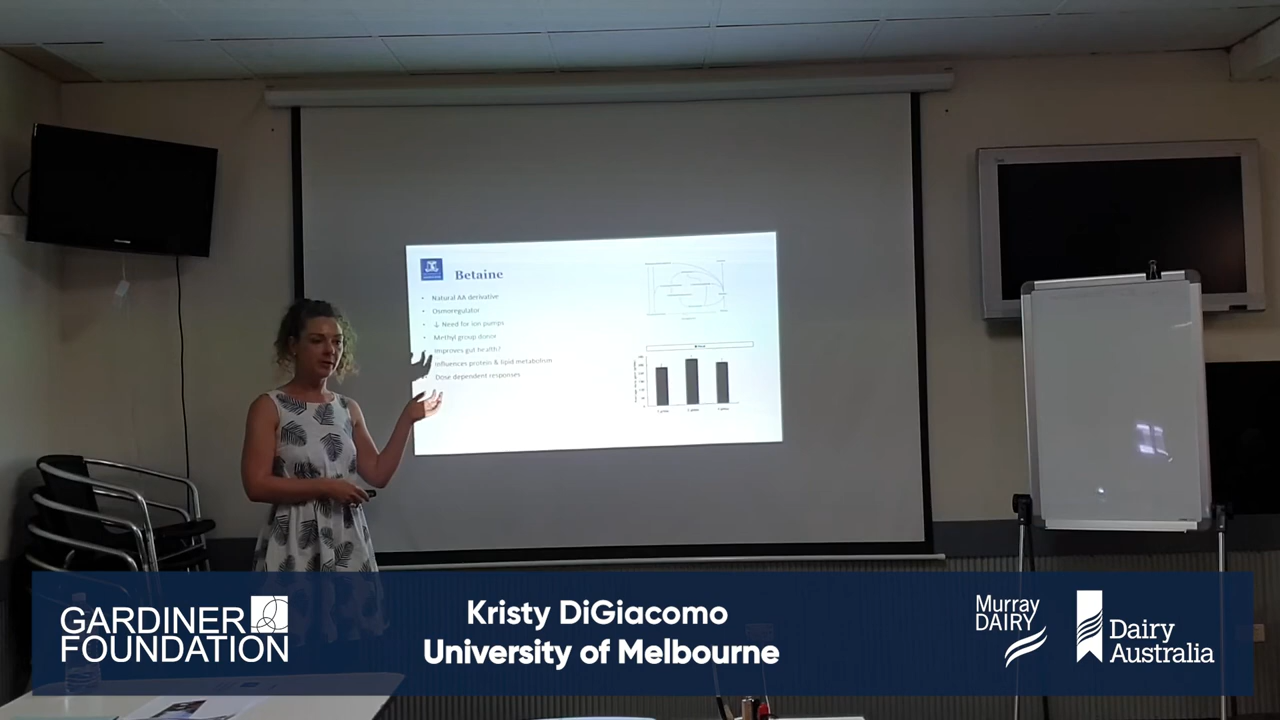 Betaine
• Natural AA derivative
• Osmoregulator
• ↓ Need for ion pumps
• Methyl group donor
Improves gut health?
Influences protein & lipid metabolism
Dose dependent responses
GARDINER
FOUNDATION
Kristy DiGiacomo
University of Melbourne
Murray
DAIRY
Dairy
Australia